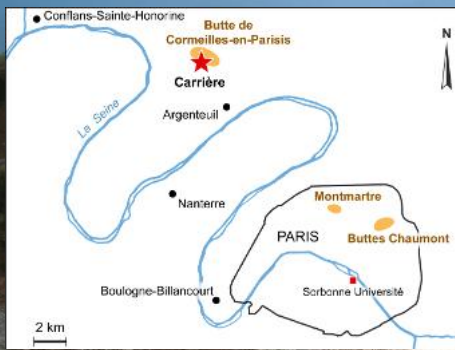 Conflans-Sainte-Honorine
Butte de
Cormeilles-en-Parisis
N
Carrière
La Seine
Argenteuil
Nanterre
Montmartre
PARIS
Buttes Chaumont
Boulogne-Billancourt
Sorbonne Université
2 km